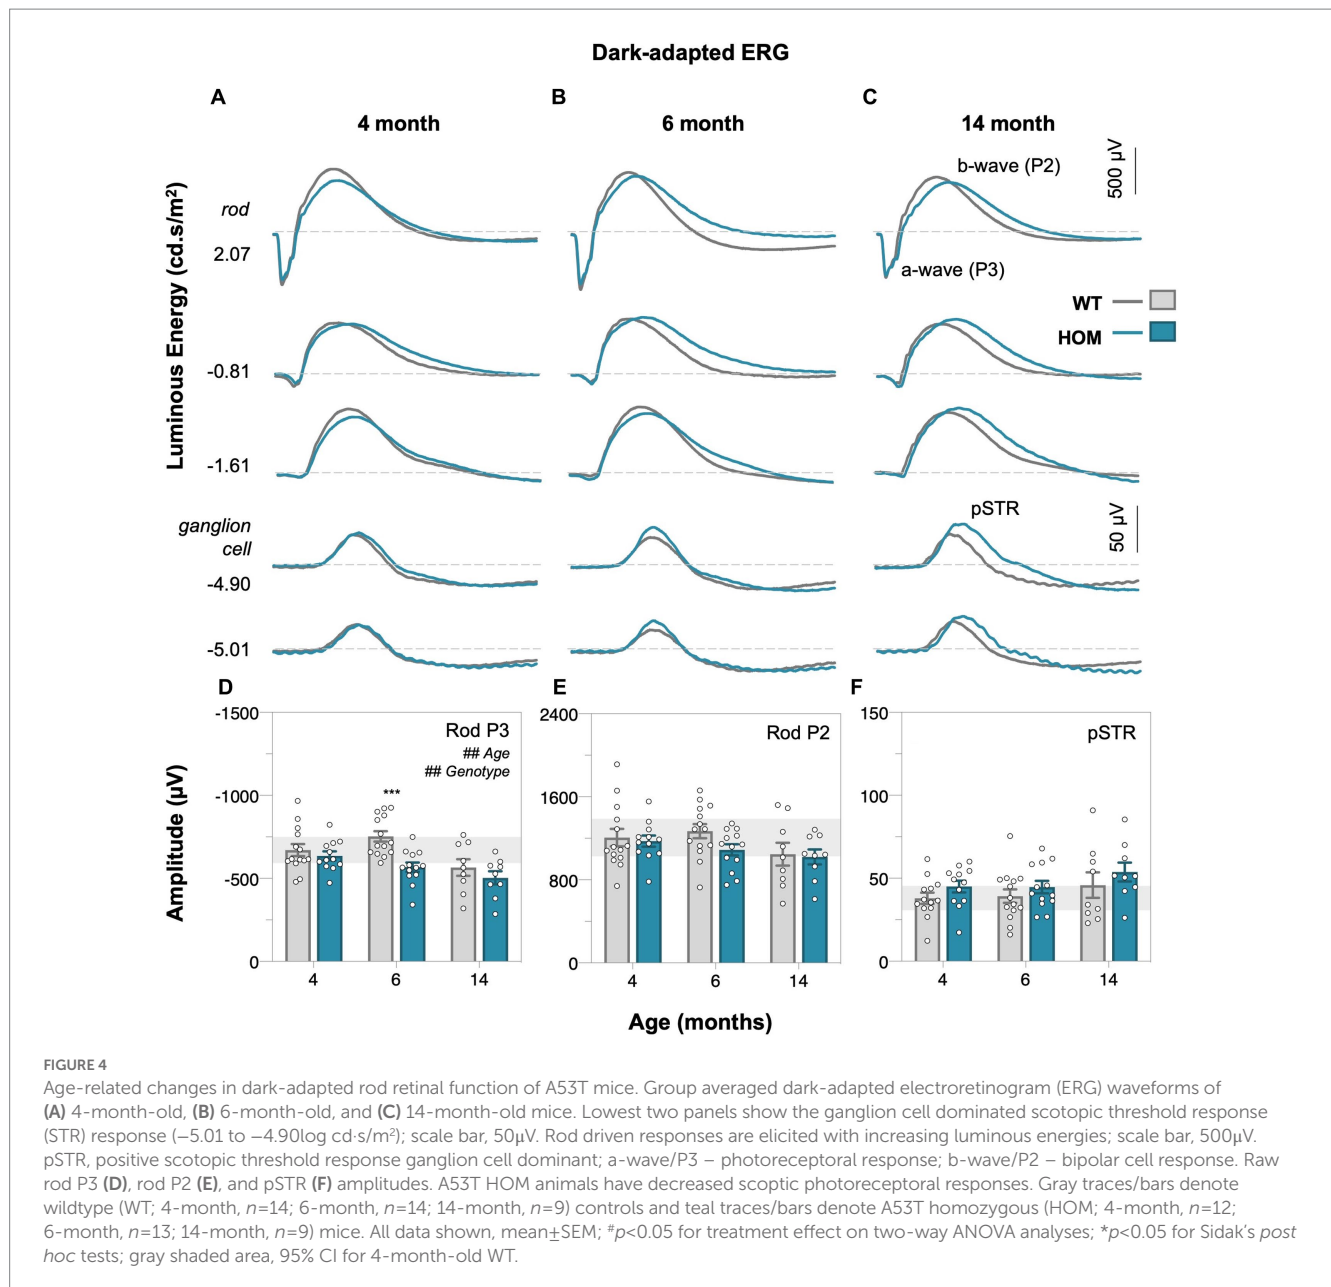 Dark-adapted ERG
A
B
C
4 month
6 month
14 month
Luminous Energy (cd.s/m²)
rod
2.07
-0.81
-1.61
ganglion
cell
-4.90
-5.01
b-wave (P2)
a-wave (P3)
500 µV
WT
HOM
pSTR
50 µV
D
E
F
Amplitude (µV)
-1500
-1000
-500
0
Rod P3
## Age
## Genotype
***
4
6
14
2400
1600
800
0
Rod P2
4
6
14
150
100
50
0
pSTR
4
6
14
Age (months)
FIGURE 4
Age-related changes in dark-adapted rod retinal function of A53T mice. Group averaged dark-adapted electroretinogram (ERG) waveforms of
(A) 4-month-old, (B) 6-month-old, and (C) 14-month-old mice. Lowest two panels show the ganglion cell dominated scotopic threshold response
(STR) response (−5.01 to −4.90log cd·s/m²); scale bar, 50µV. Rod driven responses are elicited with increasing luminous energies; scale bar, 500µV.
pSTR, positive scotopic threshold response ganglion cell dominant; a-wave/P3 – photoreceptoral response; b-wave/P2 – bipolar cell response. Raw
rod P3 (D), rod P2 (E), and pSTR (F) amplitudes. A53T HOM animals have decreased scoptic photoreceptoral responses. Gray traces/bars denote
wildtype (WT; 4-month, n=14; 6-month, n=14; 14-month, n=9) controls and teal traces/bars denote A53T homozygous (HOM; 4-month, n=12;
6-month, n=13; 14-month, n=9) mice. All data shown, mean±SEM; #p<0.05 for treatment effect on two-way ANOVA analyses; *p<0.05 for Sidak's post
hoc tests; gray shaded area, 95% CI for 4-month-old WT.